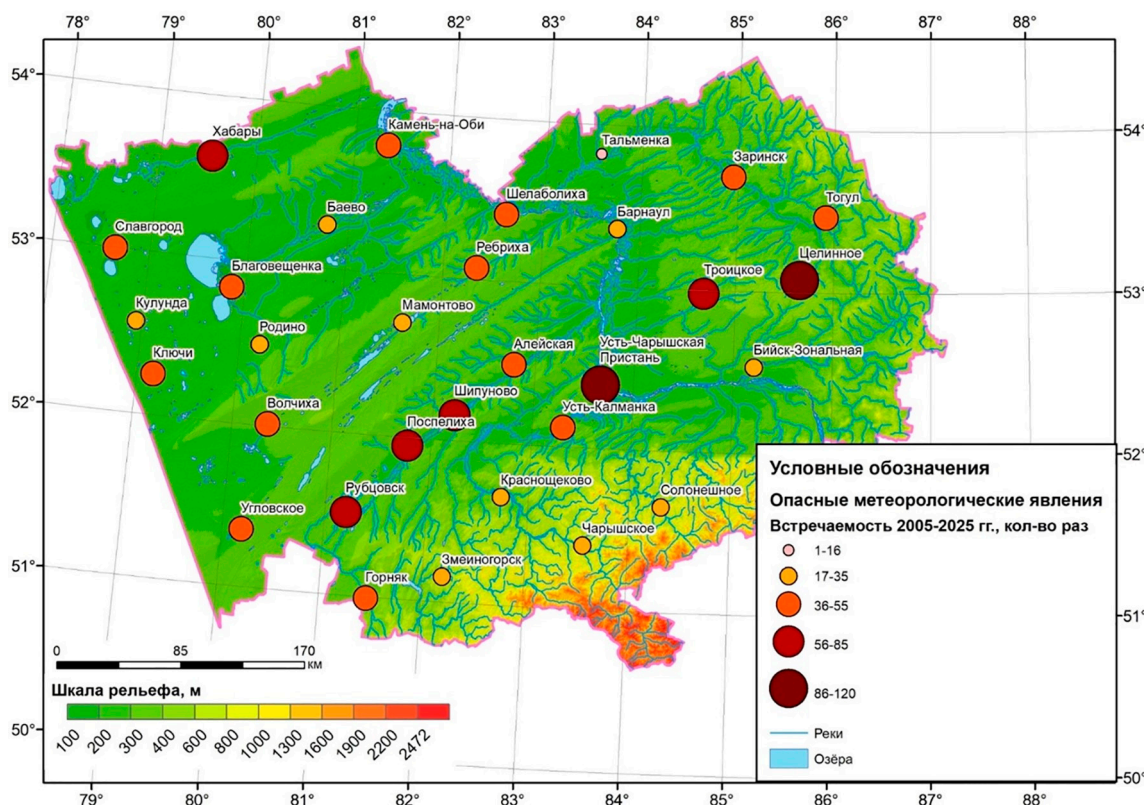 78° 79° 80° 81° 82° 83° 84° 85° 86° 87° 88°
54°
54°
Хабары
Камень-на-Оби
Тальменка
Заринск
Баево
Шелаболиха
Барнаул
Тогул
53°
Славгород
Ребриха
Целинное
53°
Благовещенка
Троицкое
Кулунда
Мамонтово
Родино
Алейская
Усть-Чарышская
Пристань
Бийск-Зональная
Ключи
52°
Волчиха
Шипуново
Усть-Калманка
Поспелиха
52°
Рубцовск
Краснощеково
Солонешное
Угловское
Чарышское
51°
Горняк
Змеиногорск
51°
0 85 170
км
Шкала рельефа, м
100 200 300 400 600 800 1000 1300 1600 1900 2200 2472
50°
50°
79° 80° 81° 82° 83° 84° 85° 86° 87° 88°
Условные обозначения
Опасные метеорологические явления
Встречаемость 2005-2025 гг., кол-во раз
1-16
17-35
36-55
56-85
86-120
Реки
Озёра